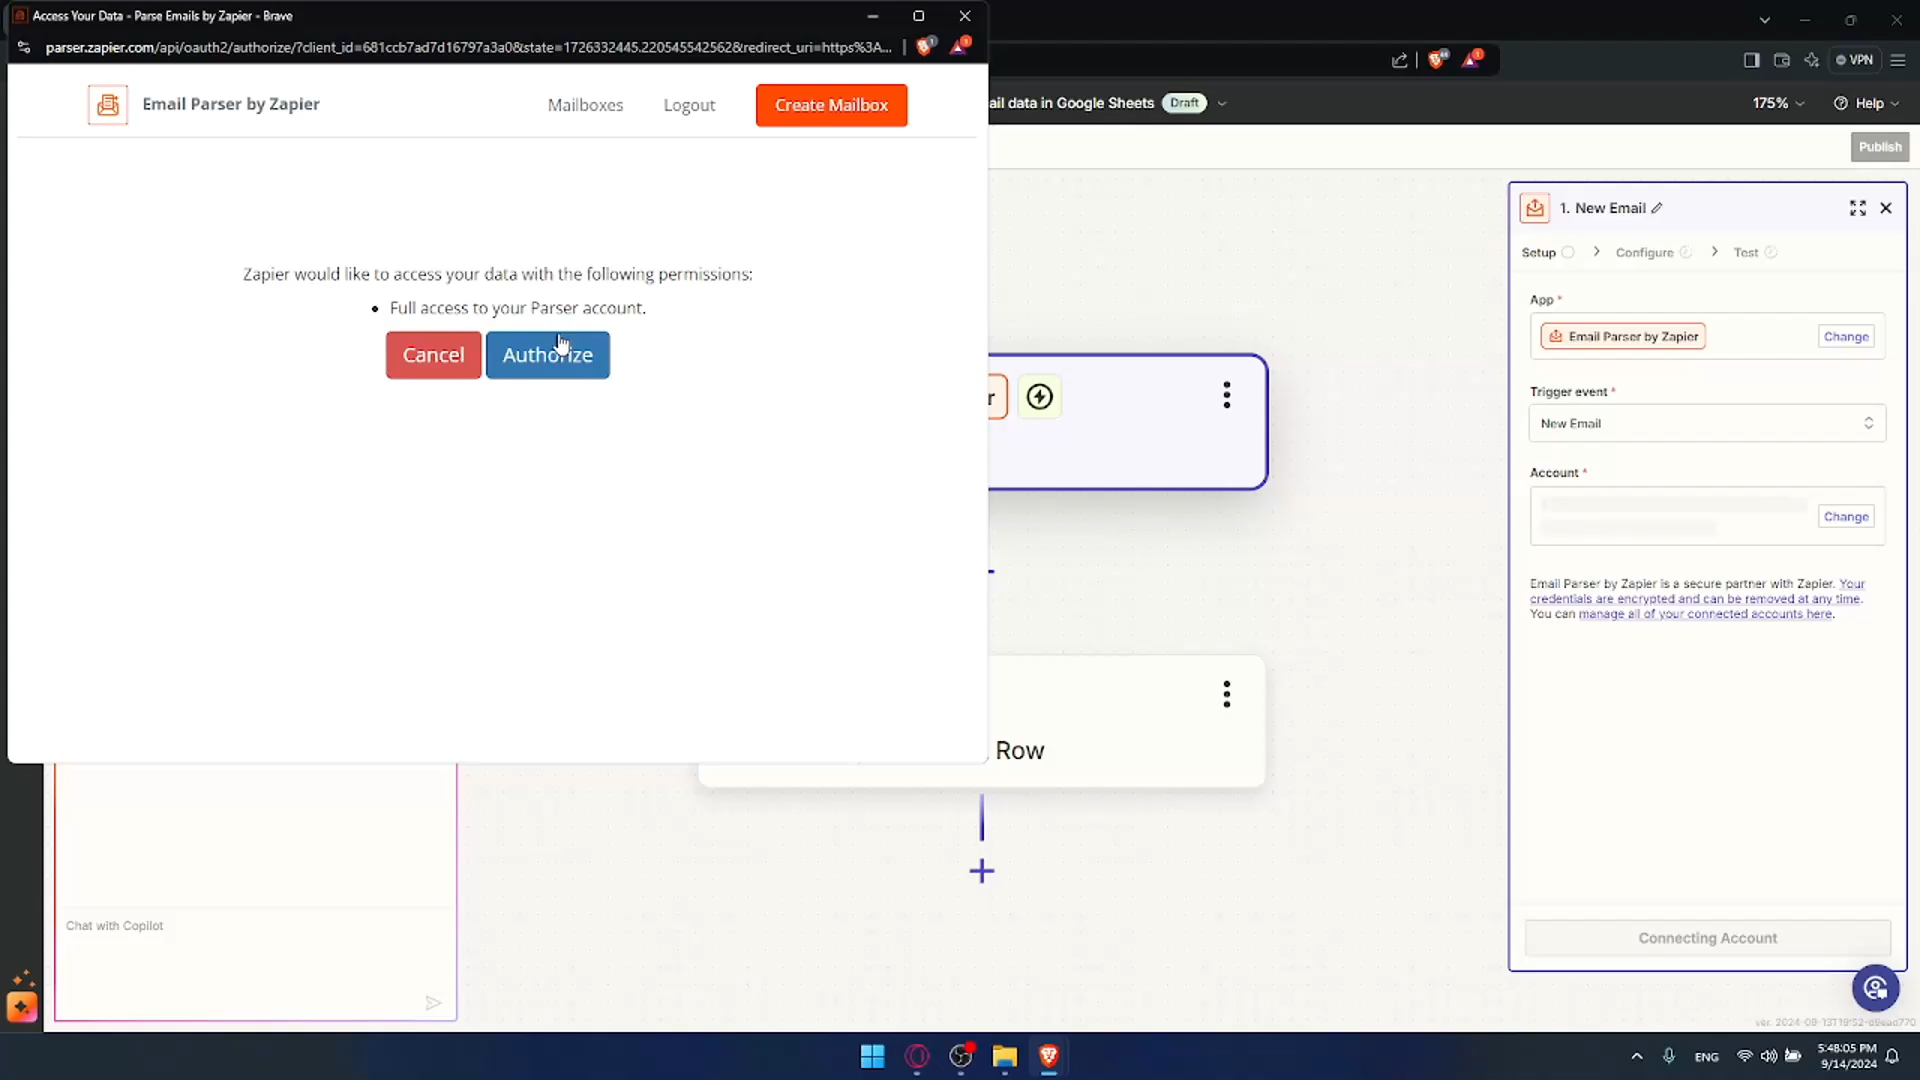 Access Your Data - Parse Emails by Zapier - Brave
parser.zapier.com/api/oauth2/authorize/?client_id=681ccb7ad7d16797a3a0&state=1726332445.220545542562&redirect_uri=https%3A...
VPN
Email Parser by Zapier
Mailboxes
Logout
Create Mailbox
ail data in Google Sheets
Draft
175%
Help
Publish
Zapier would like to access your data with the following permissions:
• Full access to your Parser account.
Cancel
Authorize
1. New Email
Setup
Configure
Test
App *
Email Parser by Zapier
Change
Trigger event *
New Email
Account *
Change
Email Parser by Zapier is a secure partner with Zapier. Your
credentials are encrypted and can be removed at any time.
You can manage all of your connected accounts here.
r
Row
Chat with Copilot
Connecting Account
ENG
5:48:05 PM
9/14/2024